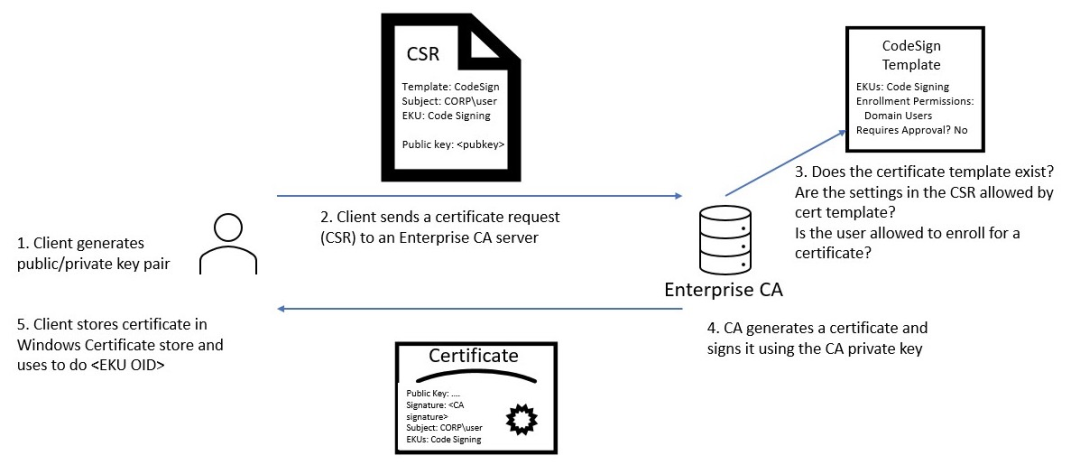 CSR
Template: CodeSign
Subject: CORP\user
EKU: Code Signing
Public key: <pubkey>
CodeSign
Template
EKUs: Code Signing
Enrollment Permissions:
Domain Users
Requires Approval? No
1. Client generates
public/private key pair
2. Client sends a certificate request
(CSR) to an Enterprise CA server
3. Does the certificate template exist?
Are the settings in the CSR allowed by
cert template?
Is the user allowed to enroll for a
certificate?
Enterprise CA
4. CA generates a certificate and
signs it using the CA private key
5. Client stores certificate in
Windows Certificate store and
uses to do <EKU OID>
Certificate
Public Key: ....
Signature: <CA
signature>
Subject: CORP\user
EKUs: Code Signing